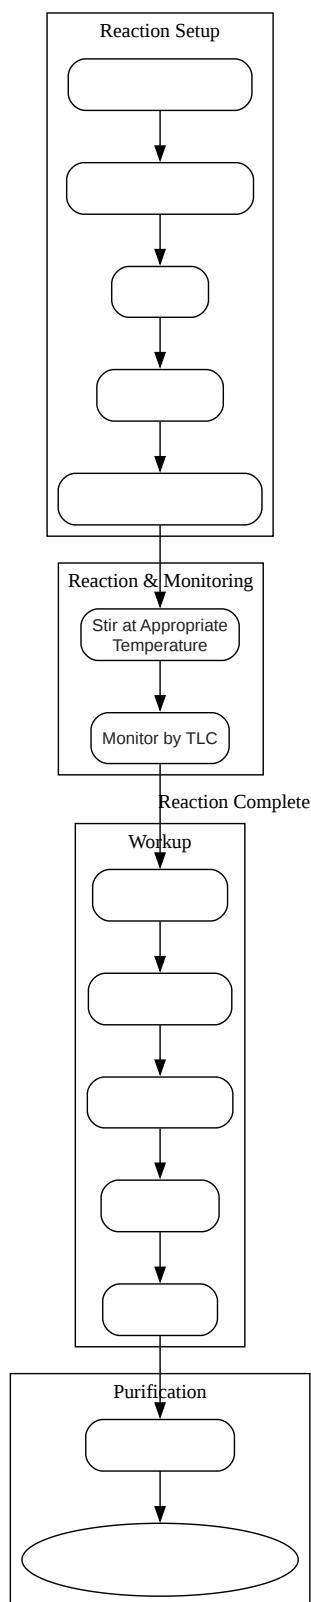 Reaction Setup
Reaction & Monitoring
Stir at Appropriate
Temperature
Monitor by TLC
Reaction Complete
Workup
Purification